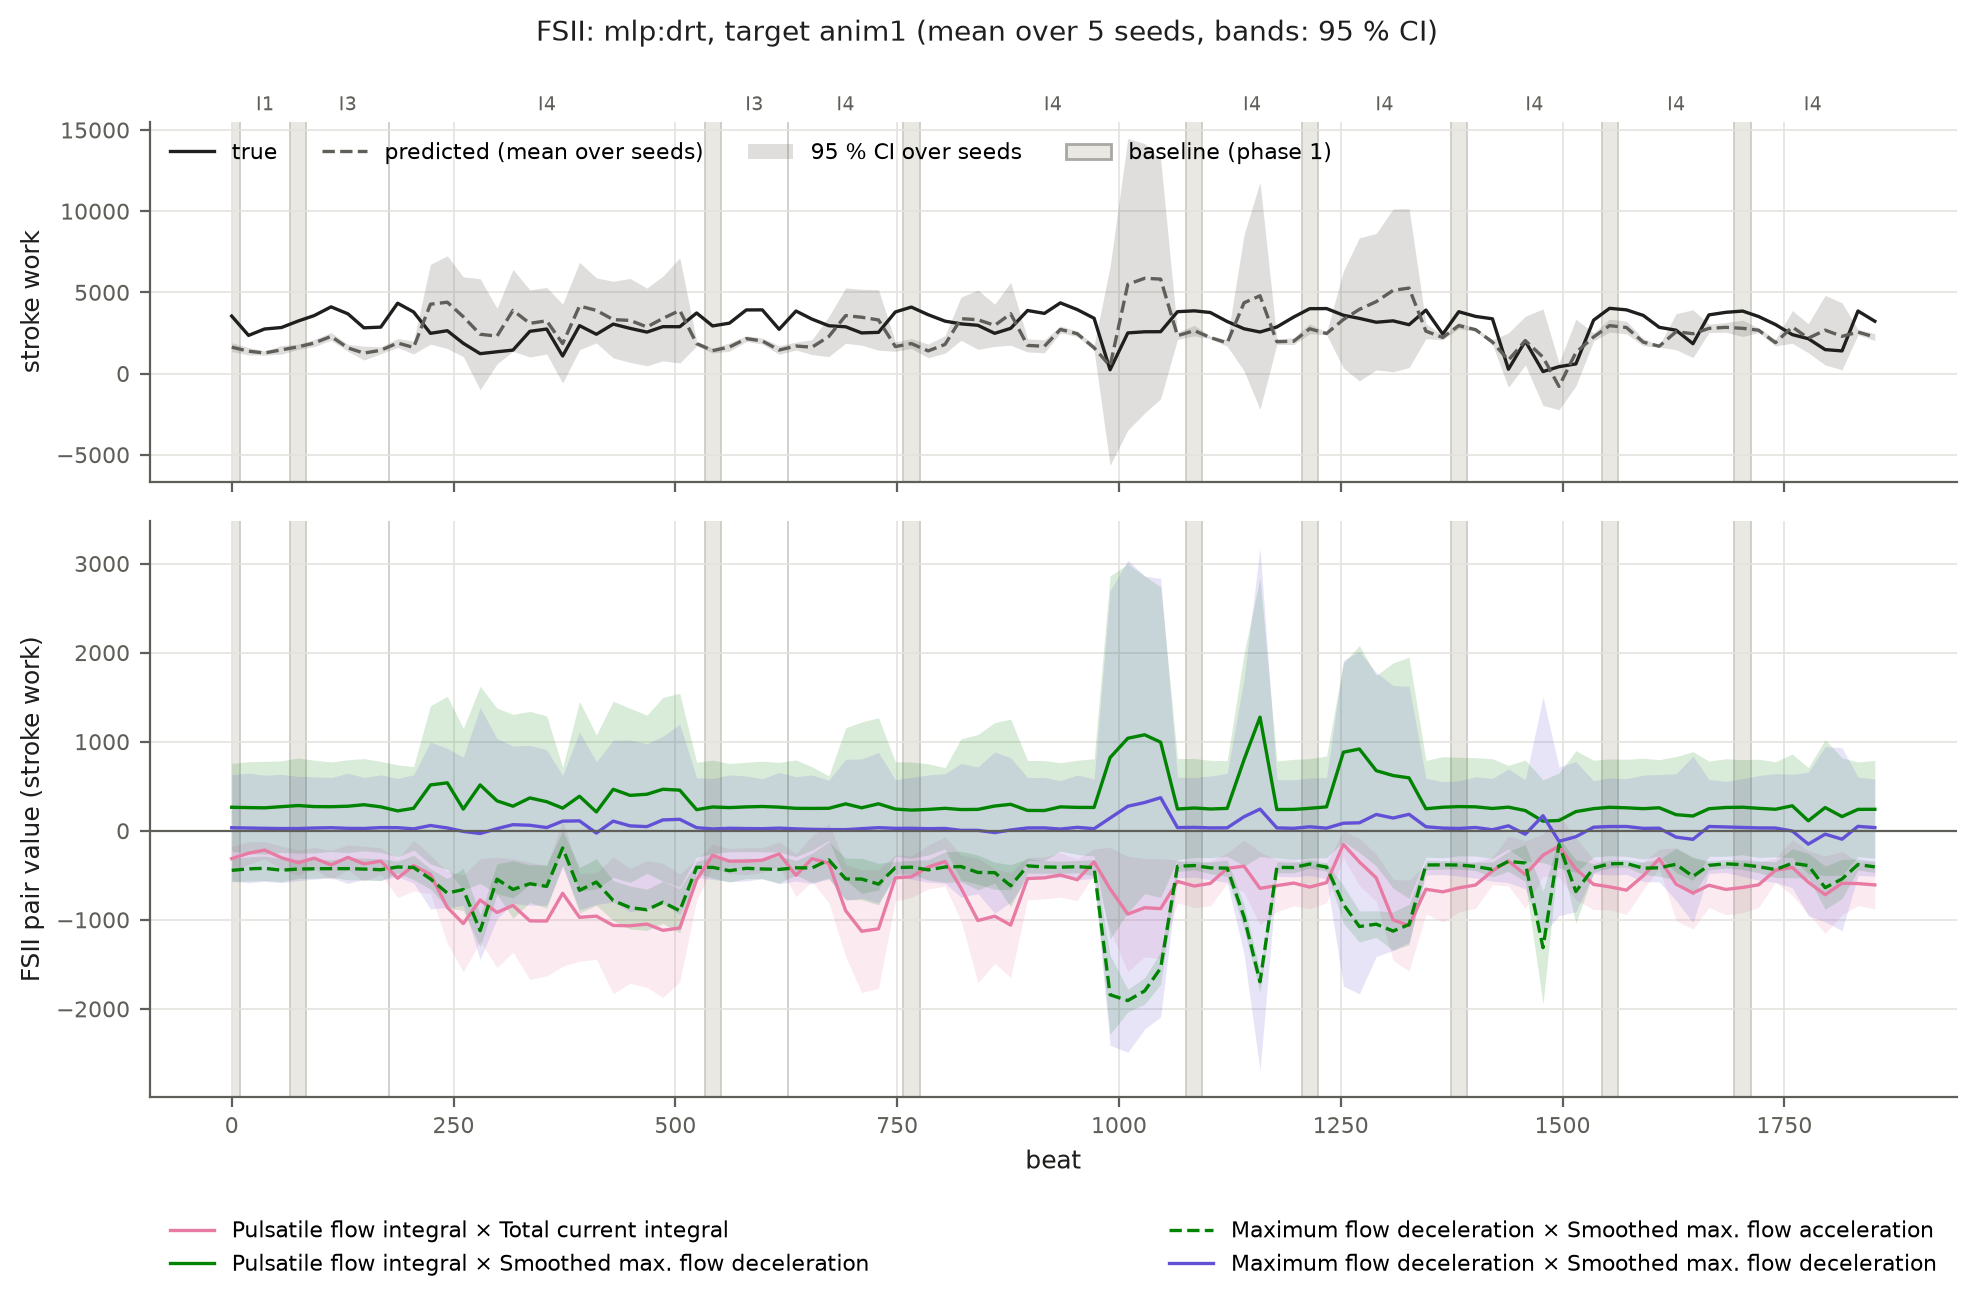 FSII: mlp:drt, target anim1 (mean over 5 seeds, bands: 95 % CI)
I1 I3 I4 I3 I4 I4 I4 I4 I4 I4 I4
true predicted (mean over seeds) 95 % CI over seeds baseline (phase 1)
15000
10000
5000
0
−5000
stroke work
3000
2000
1000
0
−1000
−2000
FSII pair value (stroke work)
0 250 500 750 1000 1250 1500 1750
beat
Pulsatile flow integral × Total current integral
Pulsatile flow integral × Smoothed max. flow deceleration
Maximum flow deceleration × Smoothed max. flow acceleration
Maximum flow deceleration × Smoothed max. flow deceleration